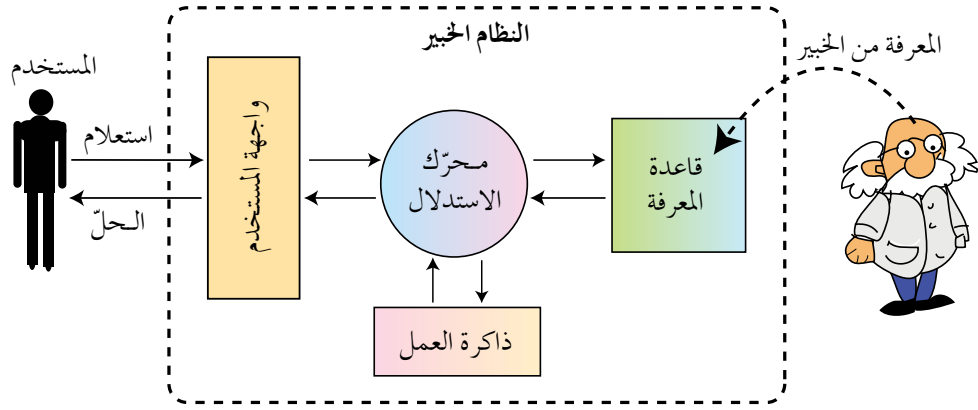 النظام الخبير
المعرفة من الخبير
المستخدم
استعلام
الحلّ
واجهة المستخدم
محرّك
الاستدلال
قاعدة
المعرفة
ذاكرة العمل